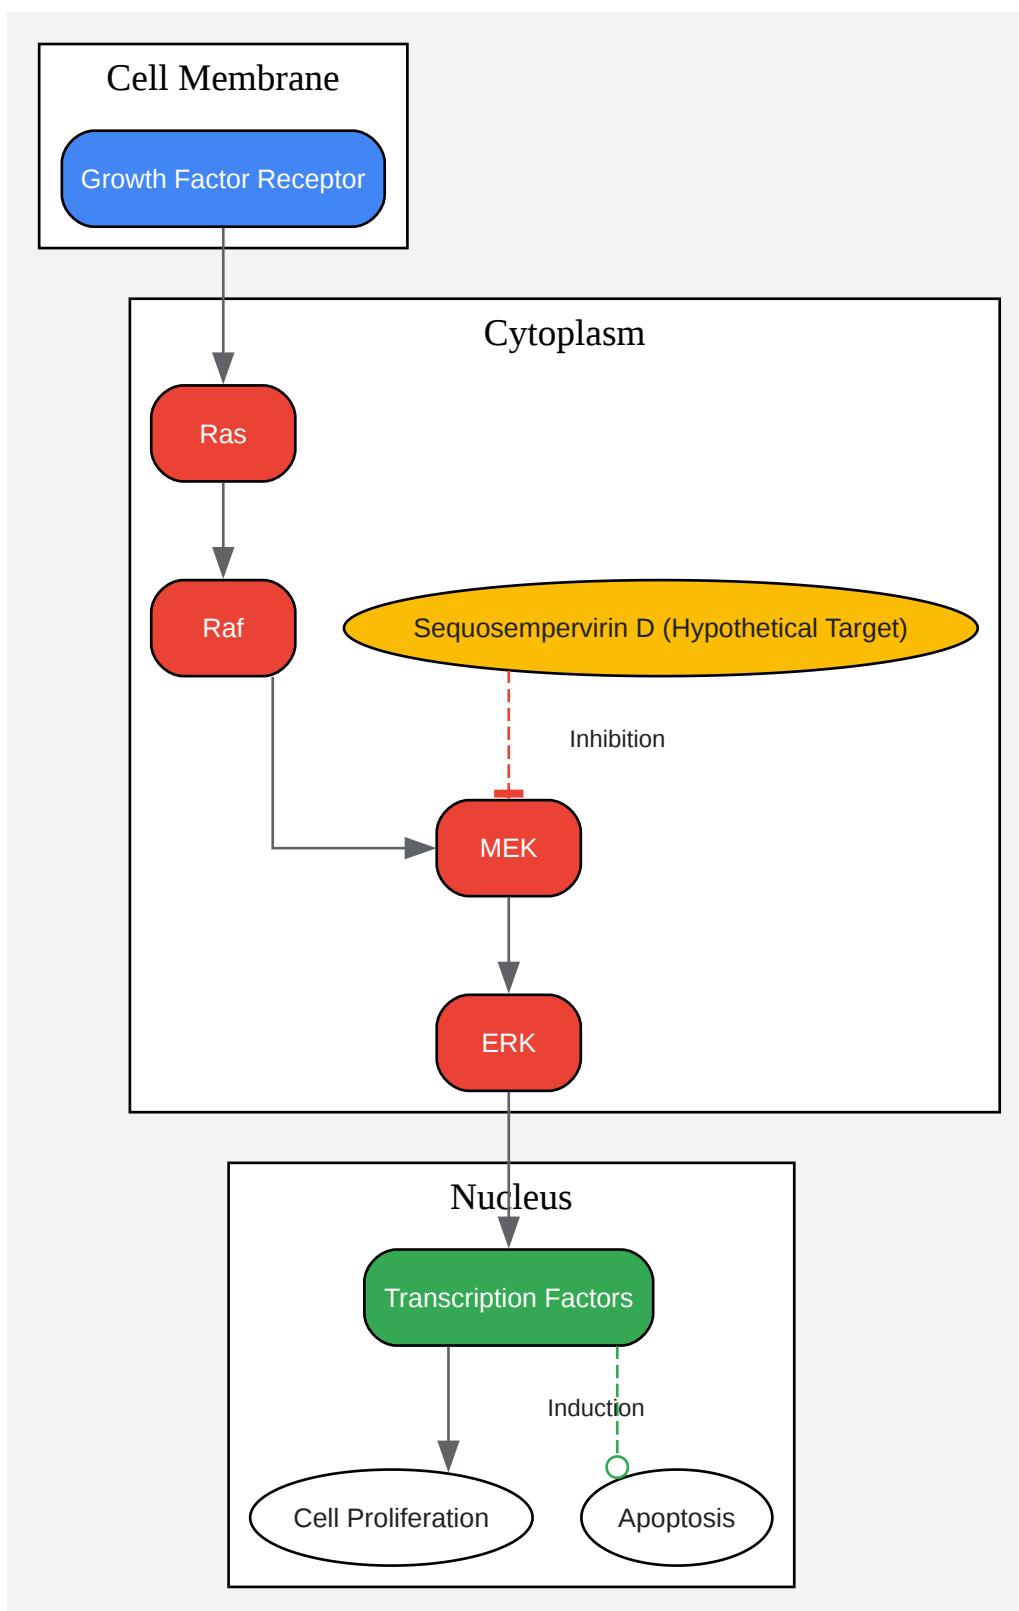 Cell Membrane
Growth Factor Receptor
Cytoplasm
Ras
Raf
Sequosempervirin D (Hypothetical Target)
Inhibition
MEK
ERK
Nucleus
Transcription Factors
Induction
Cell Proliferation
Apoptosis